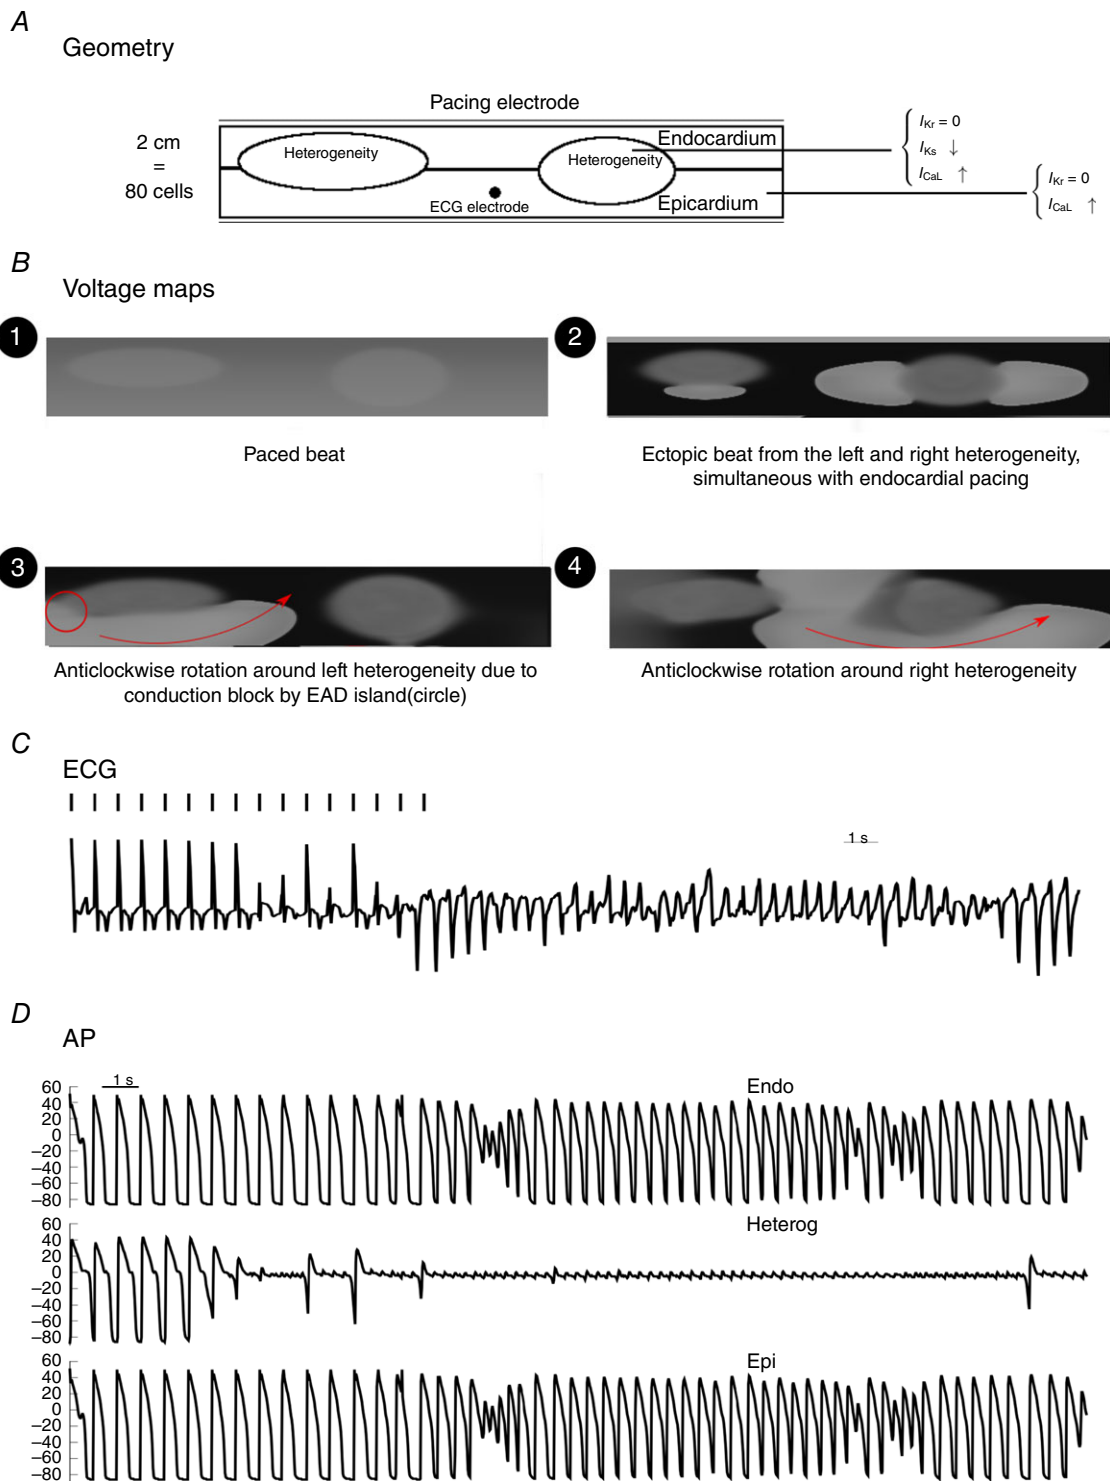 A
Geometry
Pacing electrode
2 cm
=
80 cells
Heterogeneity
Heterogeneity
Endocardium
ECG electrode
Epicardium
IKr = 0
IKs ↓
ICaL ↑
IKr = 0
ICaL ↑
B
Voltage maps
1
2
Paced beat
Ectopic beat from the left and right heterogeneity,
simultaneous with endocardial pacing
3
4
Anticlockwise rotation around left heterogeneity due to
conduction block by EAD island(circle)
Anticlockwise rotation around right heterogeneity
C
ECG
1 s
D
AP
1 s
Endo
60
40
20
0
−20
−40
−60
−80
Heterog
60
40
20
0
−20
−40
−60
−80
Epi
60
40
20
0
−20
−40
−60
−80